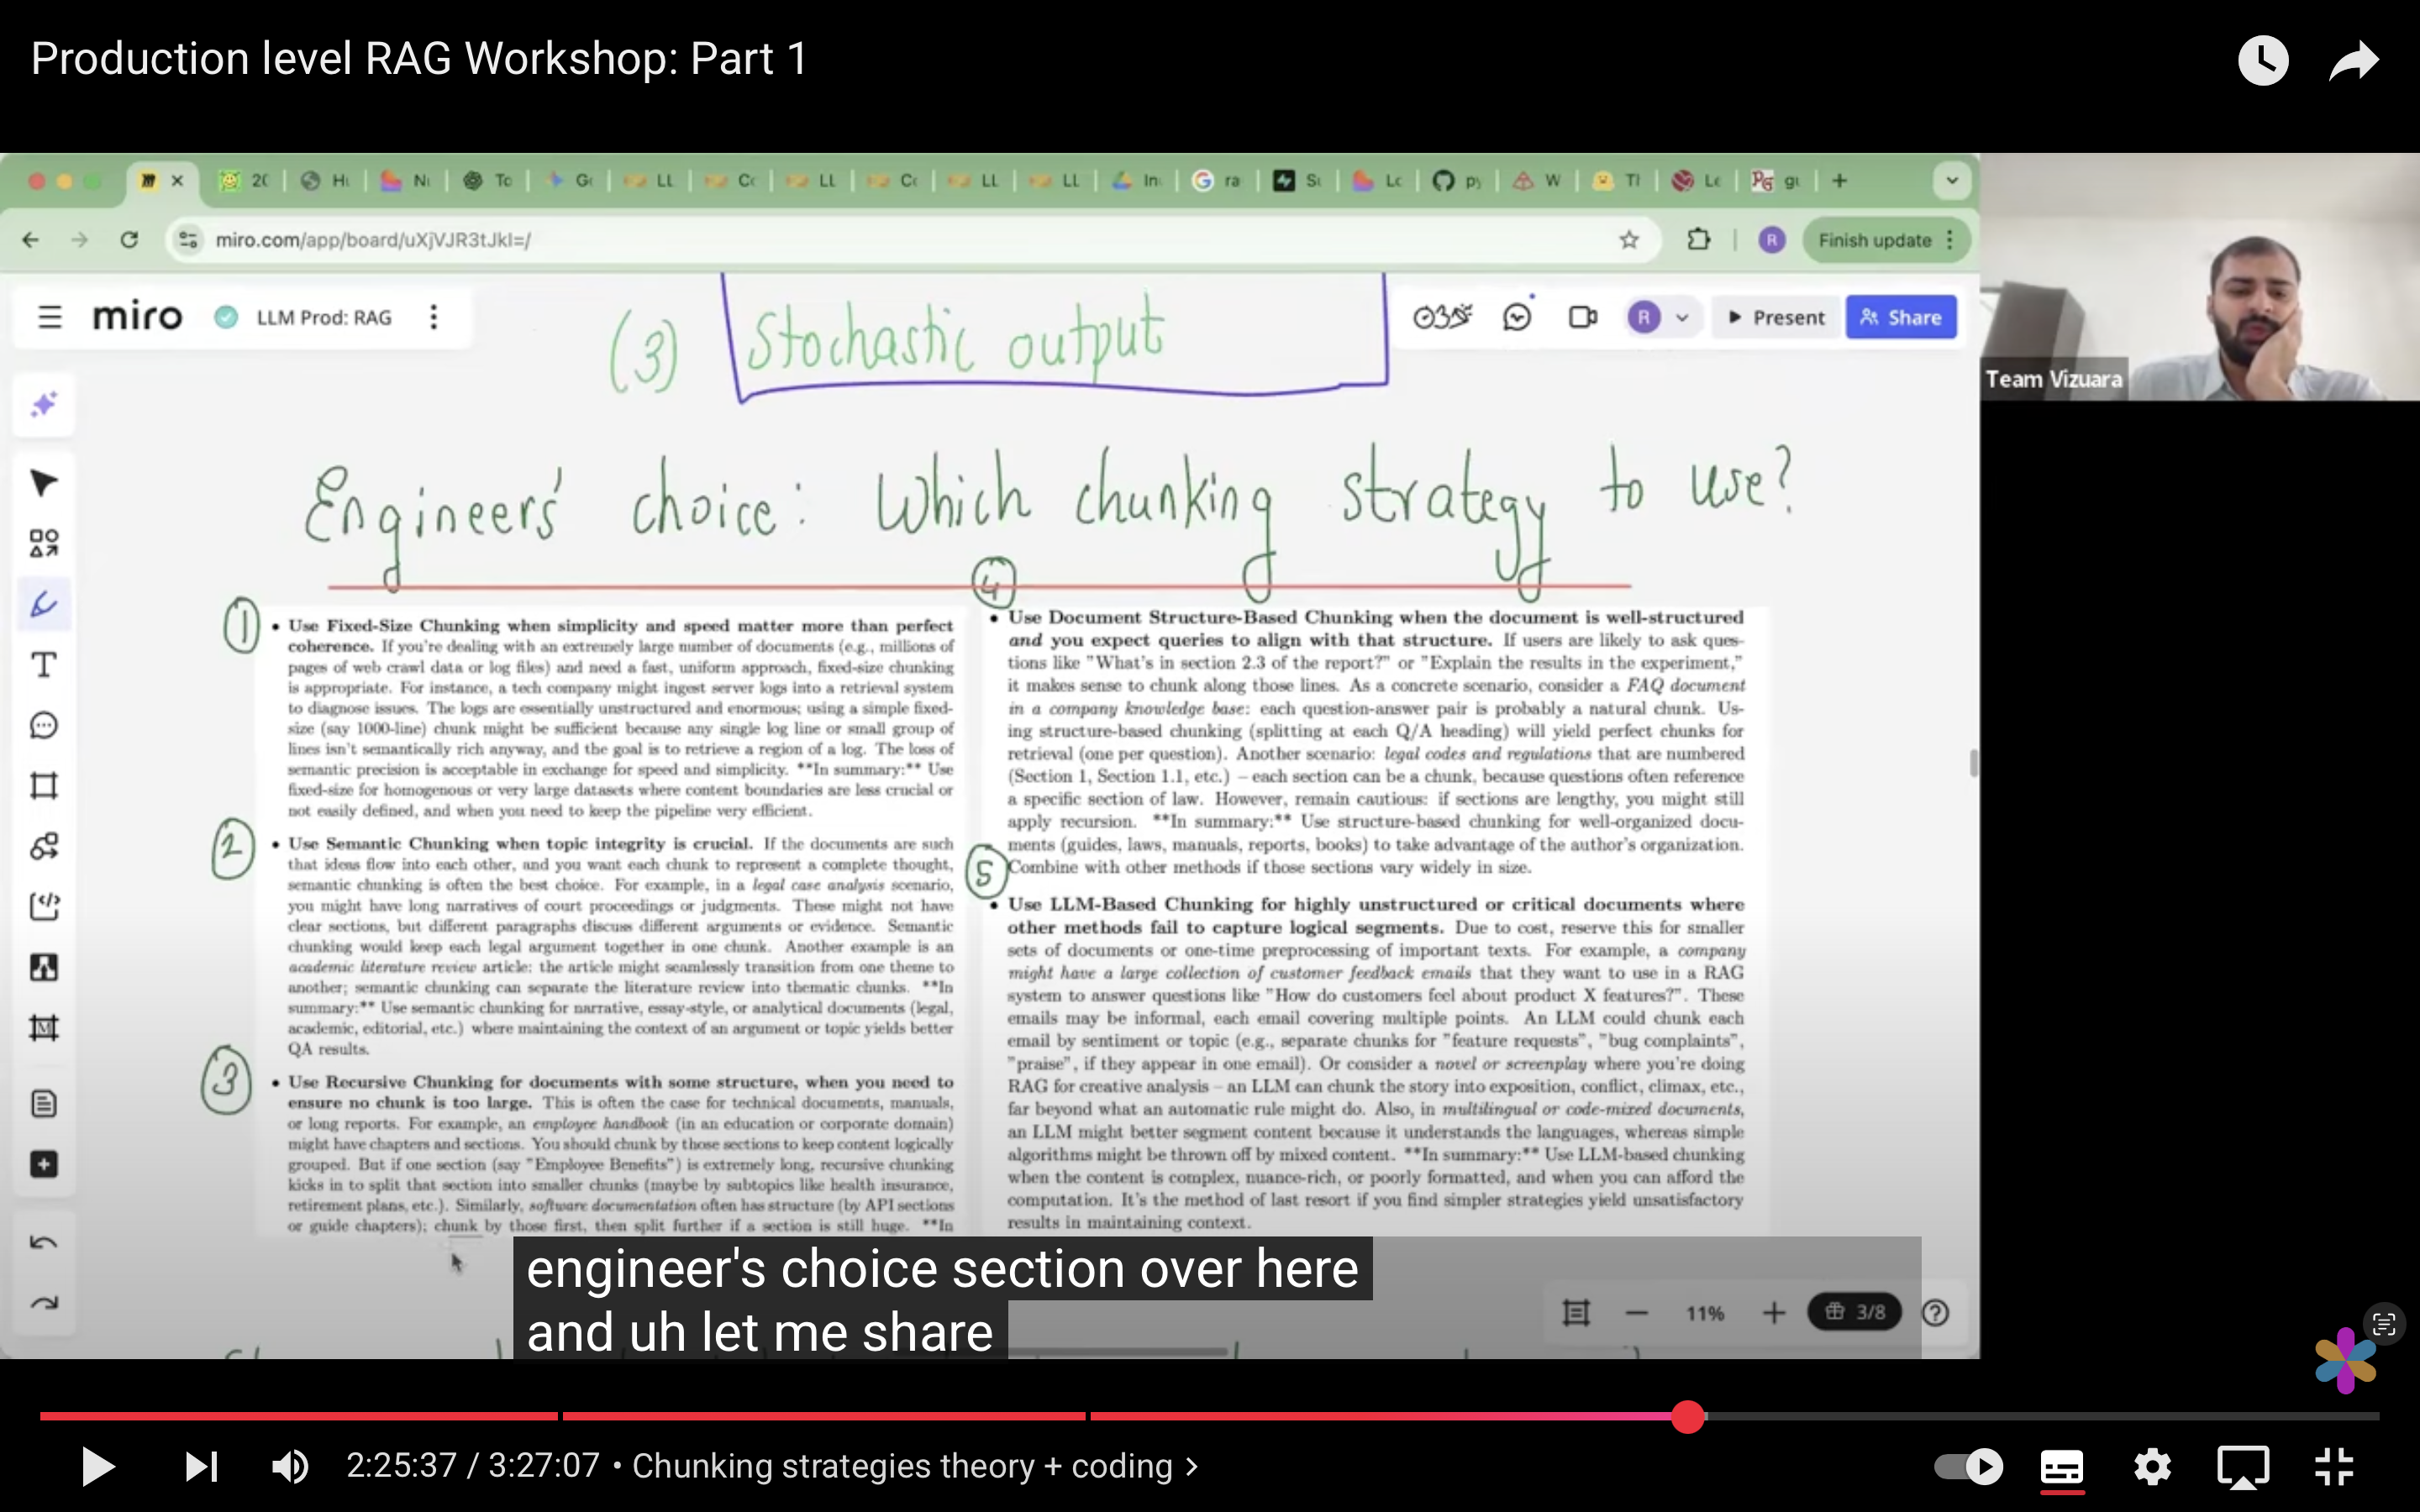 Production level RAG Workshop: Part 1
20
Hu
Nu
To
Ge
LL
Co
LL
Co
LL
LL
In
ra
Su
Lc
py
W
TI
Le
gu
miro.com/app/board/uXjVJR3tJkI=/
R
Finish update
miro
LLM Prod: RAG
R
Present
Share
Team Vizuara
(3) Stochastic output
Engineers' choice: Which chunking strategy to use?
1
• Use Fixed-Size Chunking when simplicity and speed matter more than perfect
coherence. If you're dealing with an extremely large number of documents (e.g., millions of
pages of web crawl data or log files) and need a fast, uniform approach, fixed-size chunking
is appropriate. For instance, a tech company might ingest server logs into a retrieval system
to diagnose issues. The logs are essentially unstructured and enormous; using a simple fixed-
size (say 1000-line) chunk might be sufficient because any single log line or small group of
lines isn't semantically rich anyway, and the goal is to retrieve a region of a log. The loss of
semantic precision is acceptable in exchange for speed and simplicity. **In summary:** Use
fixed-size for homogenous or very large datasets where content boundaries are less crucial or
not easily defined, and when you need to keep the pipeline very efficient.
2
• Use Semantic Chunking when topic integrity is crucial. If the documents are such
that ideas flow into each other, and you want each chunk to represent a complete thought,
semantic chunking is often the best choice. For example, in a legal case analysis scenario,
you might have long narratives of court proceedings or judgments. These might not have
clear sections, but different paragraphs discuss different arguments or evidence. Semantic
chunking would keep each legal argument together in one chunk. Another example is an
academic literature review article: the article might seamlessly transition from one theme to
another; semantic chunking can separate the literature review into thematic chunks. **In
summary:** Use semantic chunking for narrative, essay-style, or analytical documents (legal,
academic, editorial, etc.) where maintaining the context of an argument or topic yields better
QA results.
3
• Use Recursive Chunking for documents with some structure, when you need to
ensure no chunk is too large. This is often the case for technical documents, manuals,
or long reports. For example, an employee handbook (in an education or corporate domain)
might have chapters and sections. You should chunk by those sections to keep content logically
grouped. But if one section (say "Employee Benefits") is extremely long, recursive chunking
kicks in to split that section into smaller chunks (maybe by subtopics like health insurance,
retirement plans, etc.). Similarly, software documentation often has structure (by API sections
or guide chapters); chunk by those first, then split further if a section is still huge. **In
4
• Use Document Structure-Based Chunking when the document is well-structured
and you expect queries to align with that structure. If users are likely to ask ques-
tions like "What's in section 2.3 of the report?" or "Explain the results in the experiment,"
it makes sense to chunk along those lines. As a concrete scenario, consider a FAQ document
in a company knowledge base: each question-answer pair is probably a natural chunk. Us-
ing structure-based chunking (splitting at each Q/A heading) will yield perfect chunks for
retrieval (one per question). Another scenario: legal codes and regulations that are numbered
(Section 1, Section 1.1, etc.) – each section can be a chunk, because questions often reference
a specific section of law. However, remain cautious: if sections are lengthy, you might still
apply recursion. **In summary:** Use structure-based chunking for well-organized docu-
ments (guides, laws, manuals, reports, books) to take advantage of the author's organization.
Combine with other methods if those sections vary widely in size.
5
• Use LLM-Based Chunking for highly unstructured or critical documents where
other methods fail to capture logical segments. Due to cost, reserve this for smaller
sets of documents or one-time preprocessing of important texts. For example, a company
might have a large collection of customer feedback emails that they want to use in a RAG
system to answer questions like "How do customers feel about product X features?". These
emails may be informal, each email covering multiple points. An LLM could chunk each
email by sentiment or topic (e.g., separate chunks for "feature requests", "bug complaints",
"praise", if they appear in one email). Or consider a novel or screenplay where you're doing
RAG for creative analysis – an LLM can chunk the story into exposition, conflict, climax, etc.,
far beyond what an automatic rule might do. Also, in multilingual or code-mixed documents,
an LLM might better segment content because it understands the languages, whereas simple
algorithms might be thrown off by mixed content. **In summary:** Use LLM-based chunking
when the content is complex, nuance-rich, or poorly formatted, and when you can afford the
computation. It's the method of last resort if you find simpler strategies yield unsatisfactory
results in maintaining context.
engineer's choice section over here
and uh let me share
11%
3/8
2:25:37 / 3:27:07 • Chunking strategies theory + coding